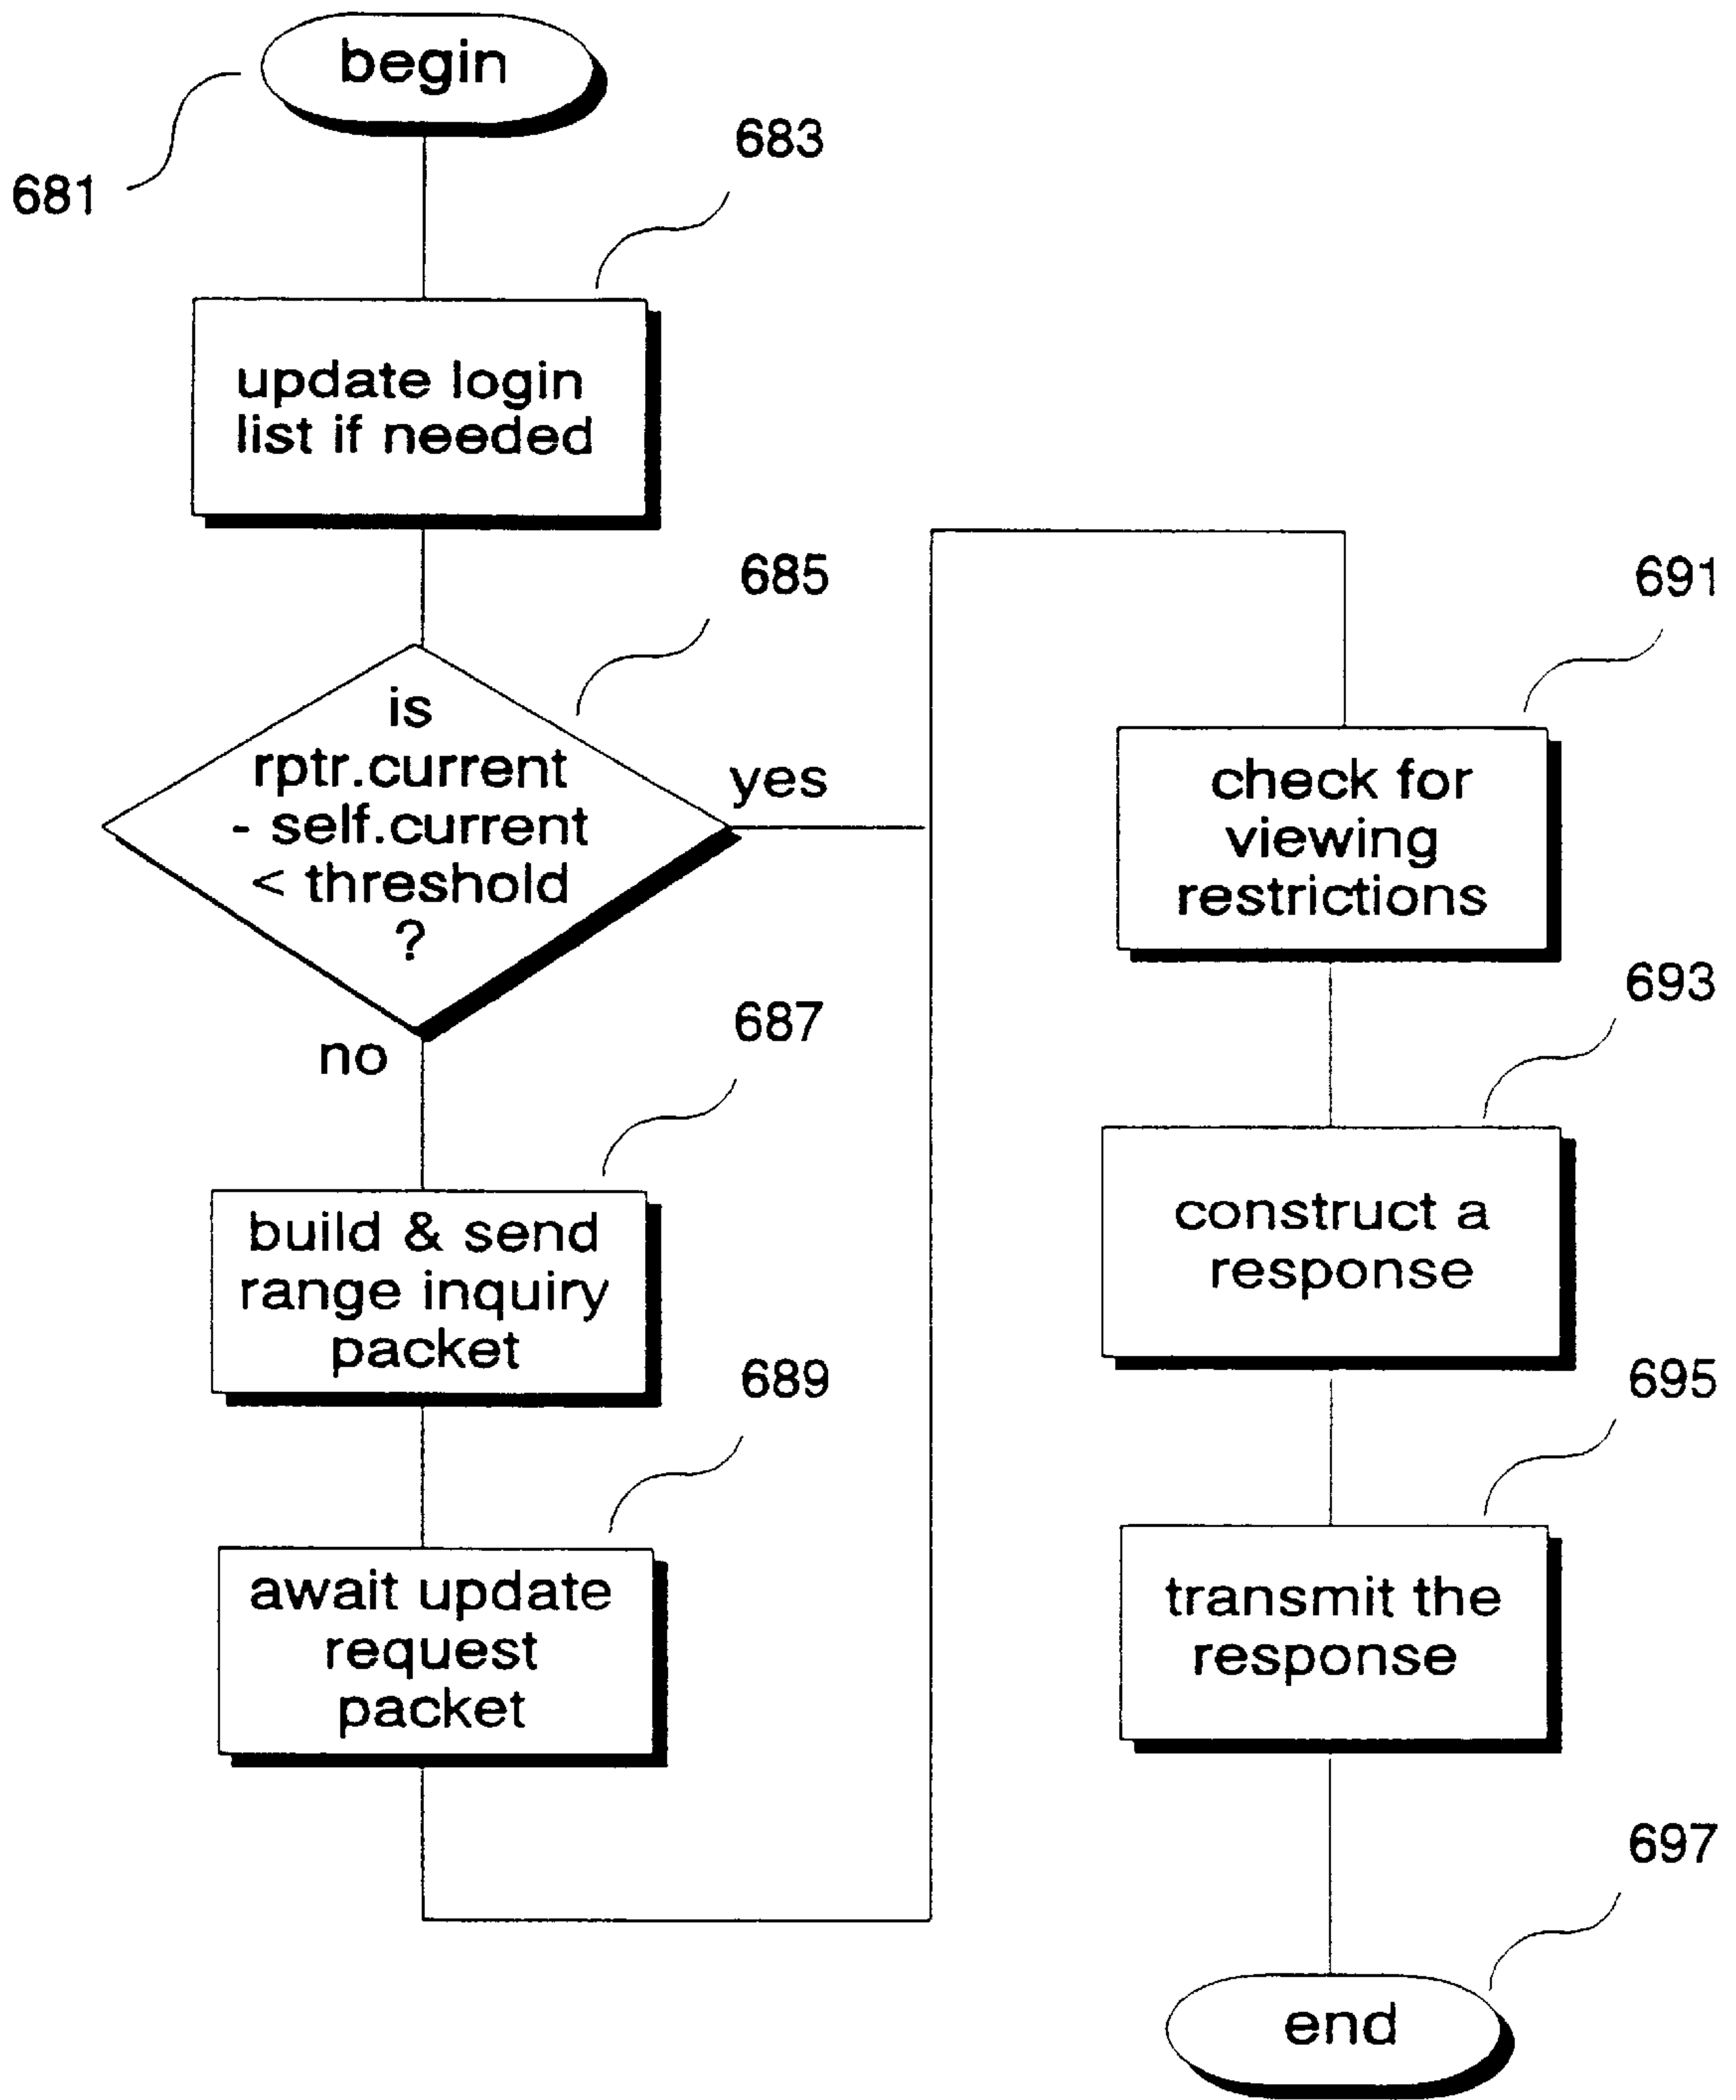 begin
681
683
update login
list if needed
685
is
rptr.current
- self.current
< threshold
?
yes
no
687
build & send
range inquiry
packet
689
await update
request
packet
691
check for
viewing
restrictions
693
construct a
response
695
transmit the
response
697
end